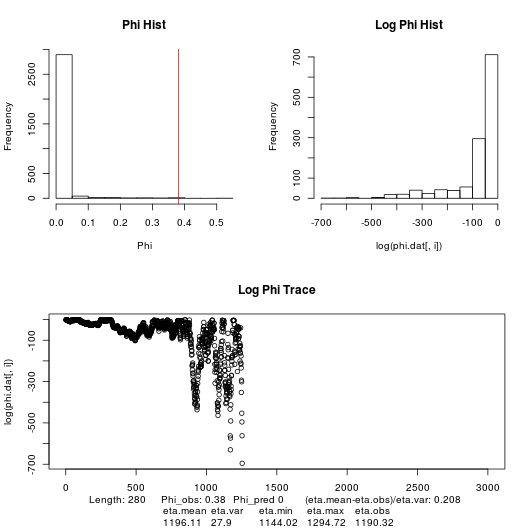 Phi Hist
Log Phi Hist
Frequency
0 500 1500 2500
0.0 0.1 0.2 0.3 0.4 0.5
Phi
Frequency
0 100 300 500 700
-700 -500 -300 -100 0
log(phi.dat[, i])
Log Phi Trace
log(phi.dat[, i])
-700 -500 -300 -100
0 500 1000 1500 2000 2500 3000
Length: 280 Phi_obs: 0.38 Phi_pred 0 (eta.mean-eta.obs)/eta.var: 0.208
eta.mean eta.var eta.min eta.max eta.obs
1196.11 27.9 1144.02 1294.72 1190.32